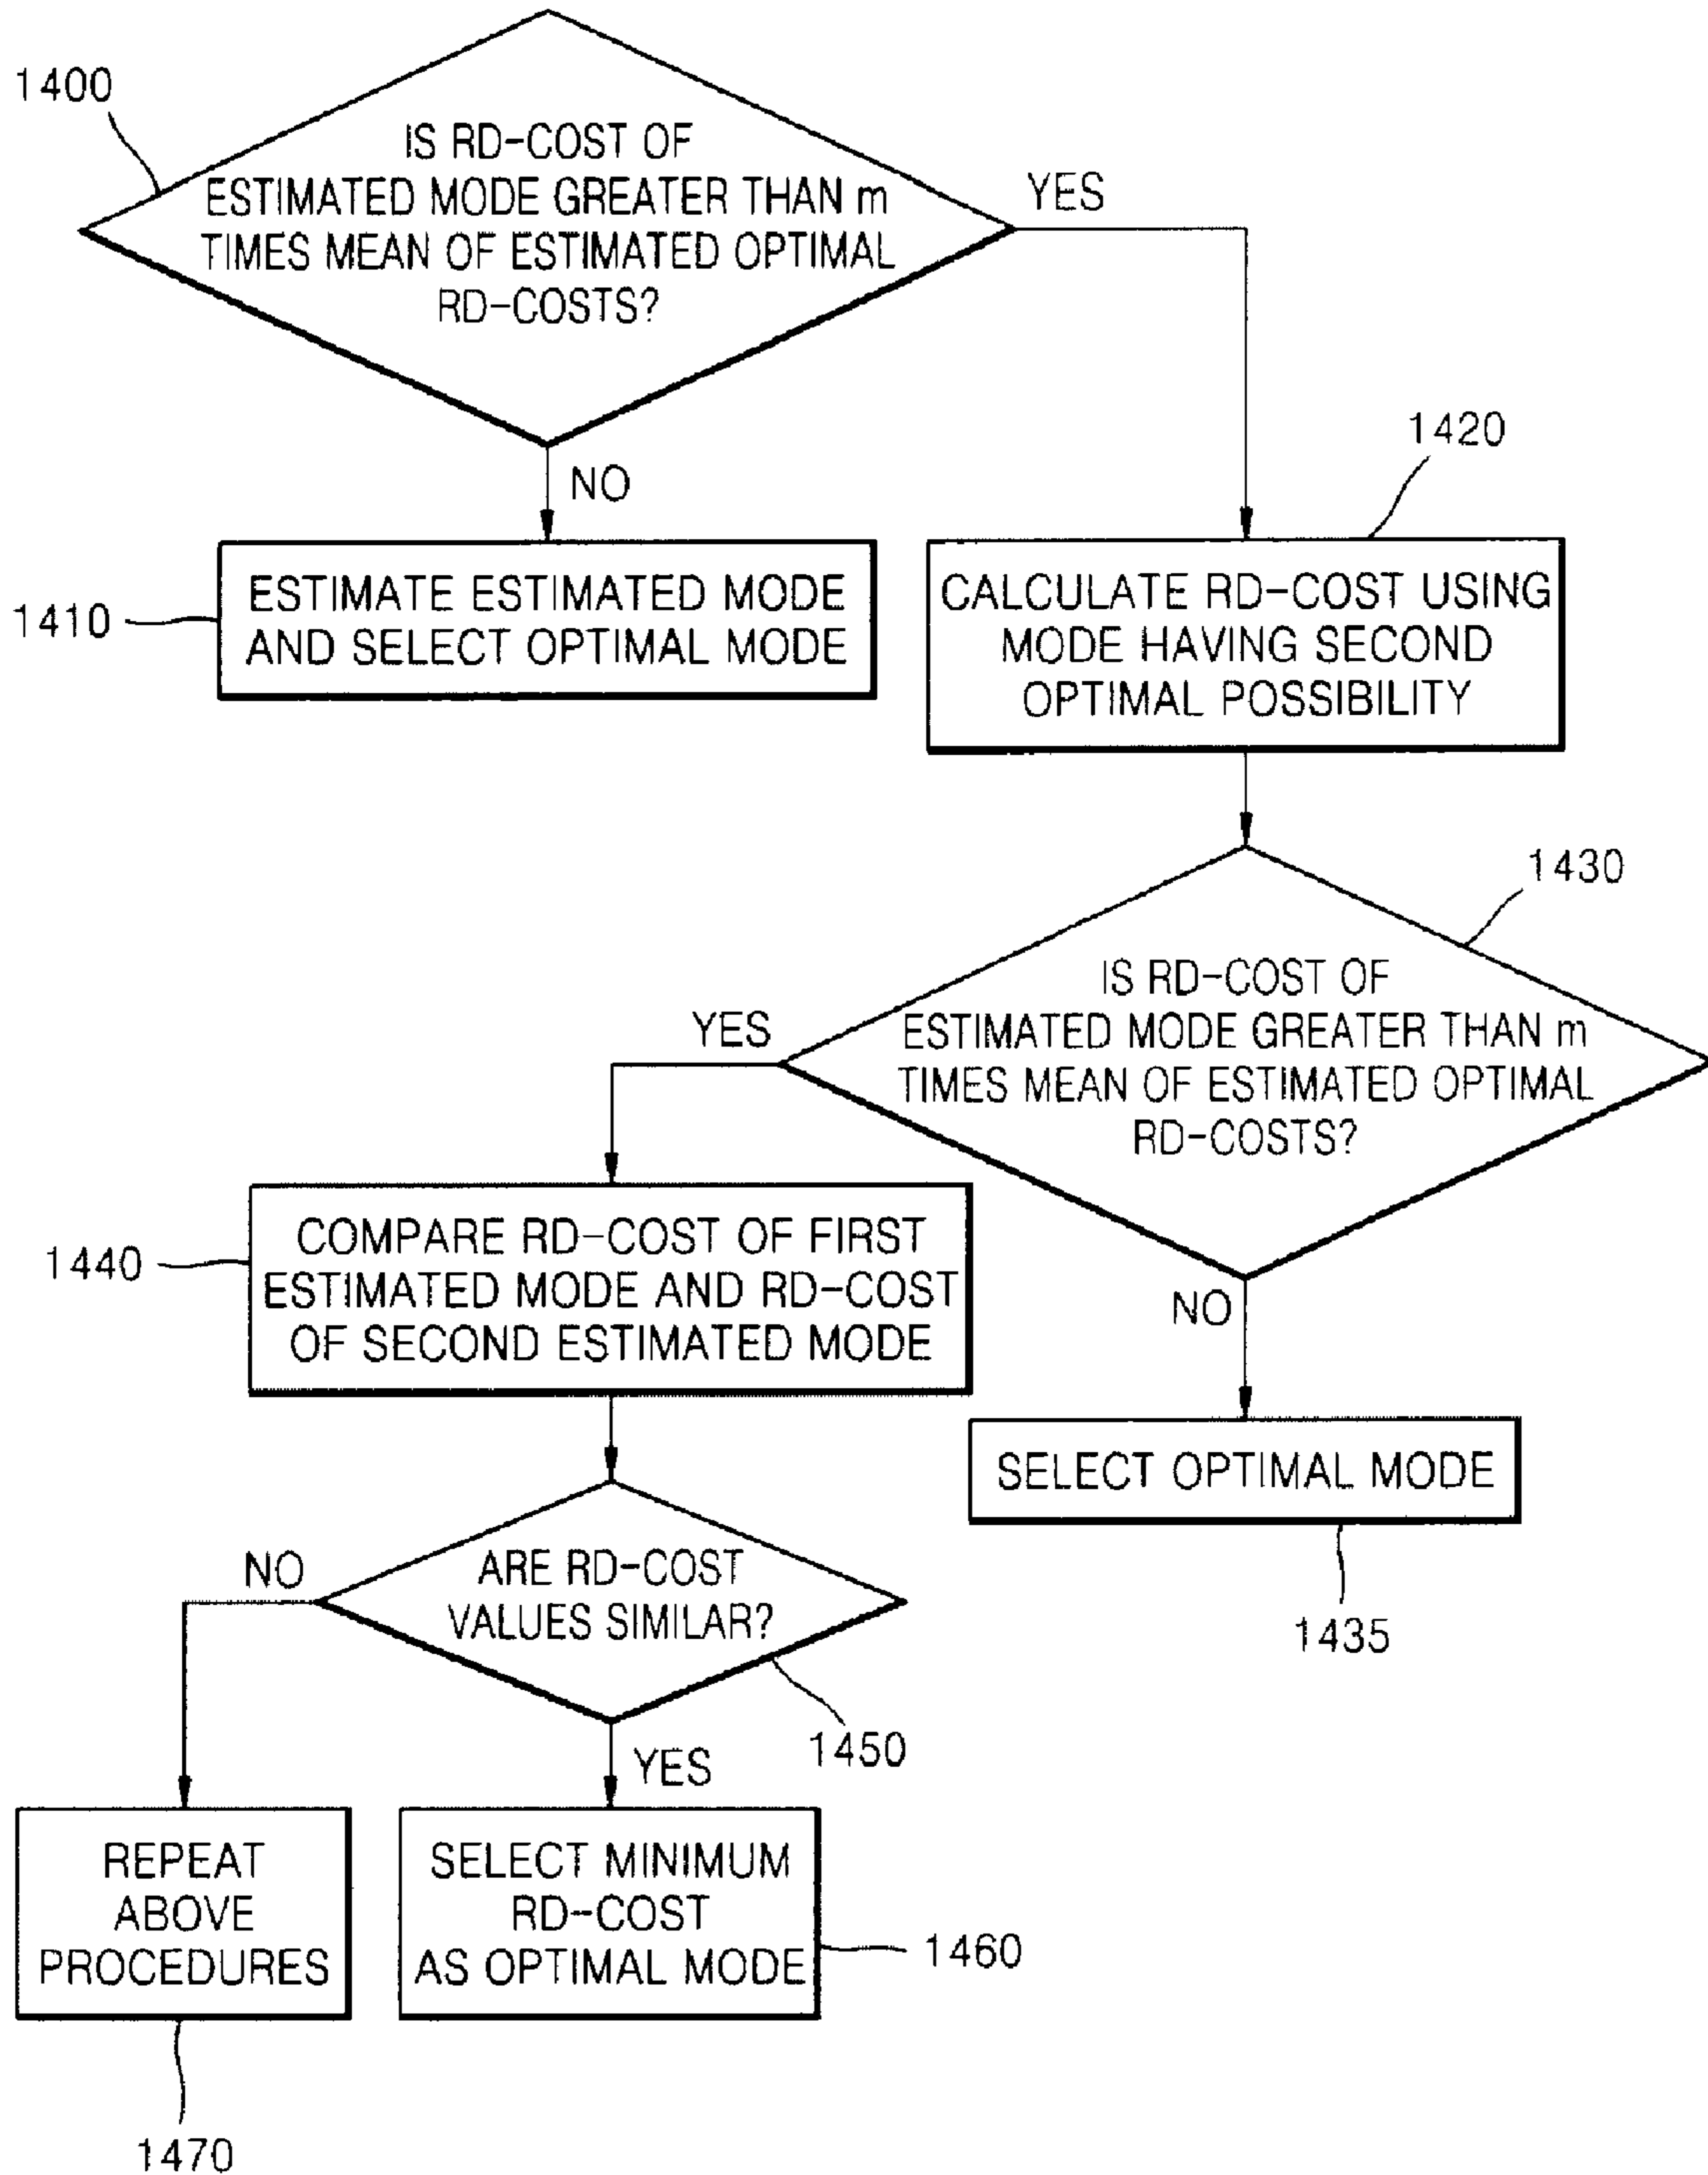 1400
IS RD-COST OF
ESTIMATED MODE GREATER THAN m
TIMES MEAN OF ESTIMATED OPTIMAL
RD-COSTS?
YES
NO
1410
ESTIMATE ESTIMATED MODE
AND SELECT OPTIMAL MODE
1420
CALCULATE RD-COST USING
MODE HAVING SECOND
OPTIMAL POSSIBILITY
1430
IS RD-COST OF
ESTIMATED MODE GREATER THAN m
TIMES MEAN OF ESTIMATED OPTIMAL
RD-COSTS?
YES
NO
1440
COMPARE RD-COST OF FIRST
ESTIMATED MODE AND RD-COST
OF SECOND ESTIMATED MODE
SELECT OPTIMAL MODE
1435
ARE RD-COST
VALUES SIMILAR?
NO
1450
YES
REPEAT
ABOVE
PROCEDURES
1470
SELECT MINIMUM
RD-COST
AS OPTIMAL MODE
1460